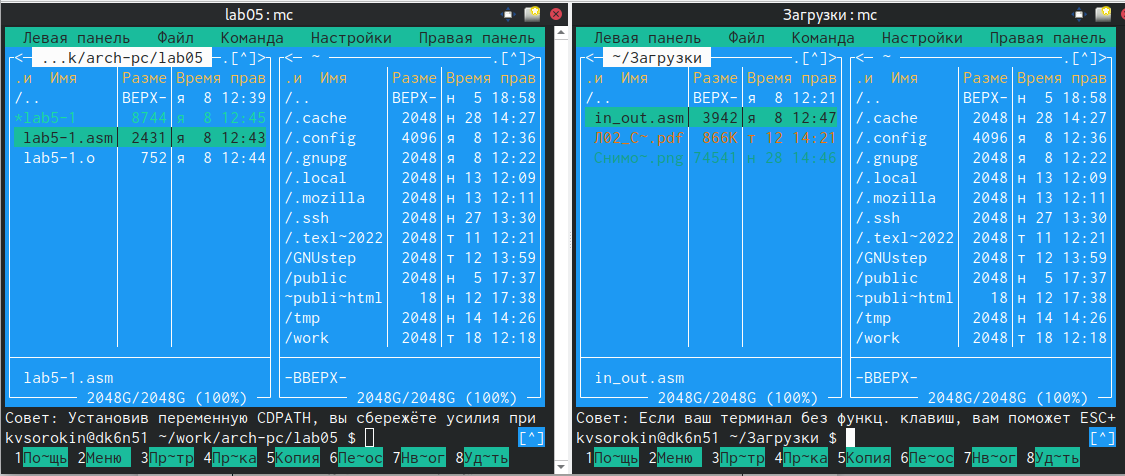 lab05 : mc
Левая панель Файл Команда Настройки Правая панель
<— ...k/arch-pc/lab05 —.[^]>
.и Имя Разме Время прав
/.. ВЕРХ- я 8 12:39
*lab5-1 8744 я 8 12:45
lab5-1.asm 2431 я 8 12:43
lab5-1.o 752 я 8 12:44
lab5-1.asm
2048G/2048G (100%)
<— ~ —.[^]>
.и Имя Разме Время прав
/.. ВЕРХ- н 5 18:58
/.cache 2048 н 28 14:27
/.config 4096 я 8 12:36
/.gnupg 2048 я 8 12:22
/.local 2048 н 13 12:09
/.mozilla 2048 н 13 12:11
/.ssh 2048 н 27 13:30
/.texl~2022 2048 т 11 12:21
/GNUstep 2048 т 12 13:59
/public 2048 н 5 17:37
~publi~html 18 н 12 17:38
/tmp 2048 н 14 14:26
/work 2048 т 18 12:18
-ВВЕРХ-
2048G/2048G (100%)
Совет: Установив переменную CDPATH, вы сбережёте усилия при
kvsorokin@dk6n51 ~/work/arch-pc/lab05 $ [^]
1По~щь 2Меню 3Пр~тр 4Пр~ка 5Копия 6Пе~ос 7Нв~ог 8Уд~ть
Загрузки : mc
Левая панель Файл Команда Настройки Правая панель
<— ~/Загрузки —.[^]>
.и Имя Разме Время прав
/.. ВЕРХ- я 8 12:21
in_out.asm 3942 я 8 12:47
Л02_С~.pdf 866K т 12 14:21
Снимо~.png 74541 н 28 14:46
in_out.asm
2048G/2048G (100%)
<— ~ —.[^]>
.и Имя Разме Время прав
/.. ВЕРХ- н 5 18:58
/.cache 2048 н 28 14:27
/.config 4096 я 8 12:36
/.gnupg 2048 я 8 12:22
/.local 2048 н 13 12:09
/.mozilla 2048 н 13 12:11
/.ssh 2048 н 27 13:30
/.texl~2022 2048 т 11 12:21
/GNUstep 2048 т 12 13:59
/public 2048 н 5 17:37
~publi~html 18 н 12 17:38
/tmp 2048 н 14 14:26
/work 2048 т 18 12:18
-ВВЕРХ-
2048G/2048G (100%)
Совет: Если ваш терминал без функц. клавиш, вам поможет ESC+
kvsorokin@dk6n51 ~/Загрузки $ [^]
1По~щь 2Меню 3Пр~тр 4Пр~ка 5Копия 6Пе~ос 7Нв~ог 8Уд~ть